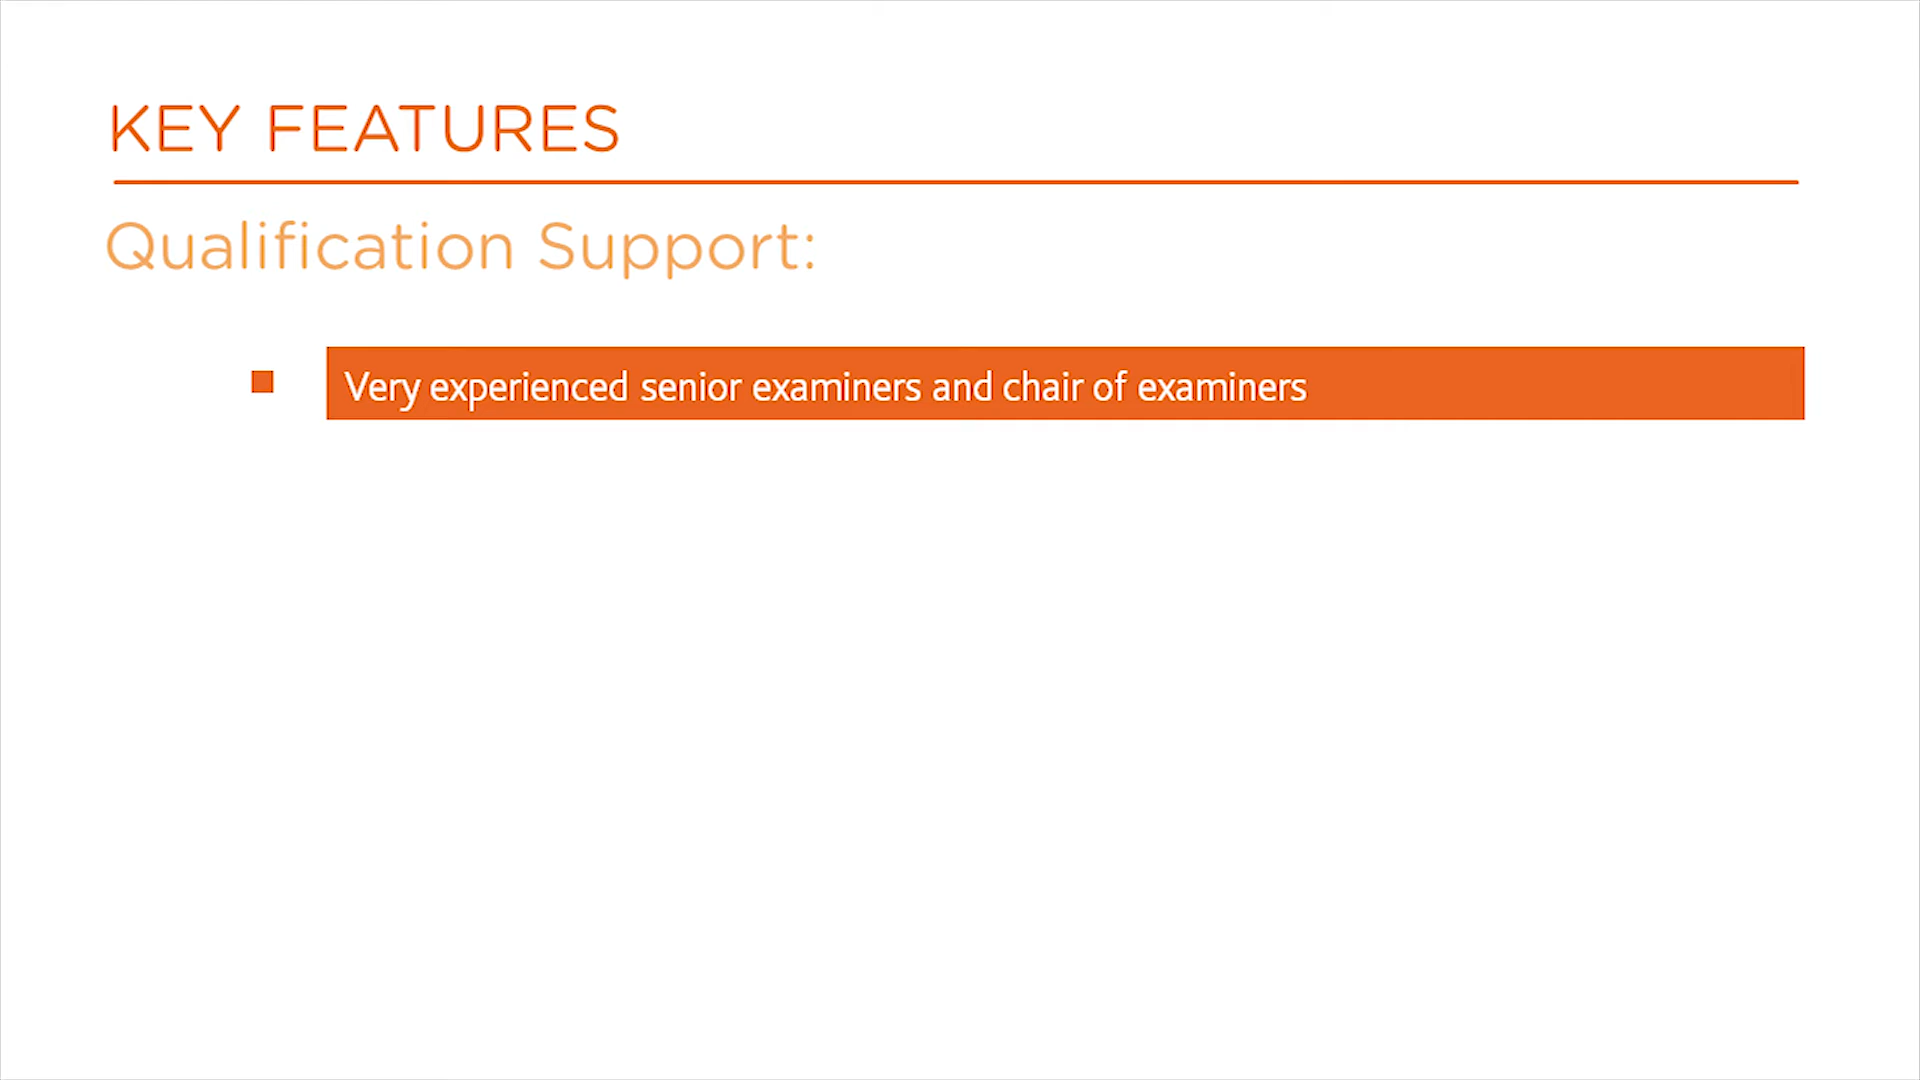 KEY FEATURES
Qualification Support:
Very experienced senior examiners and chair of examiners